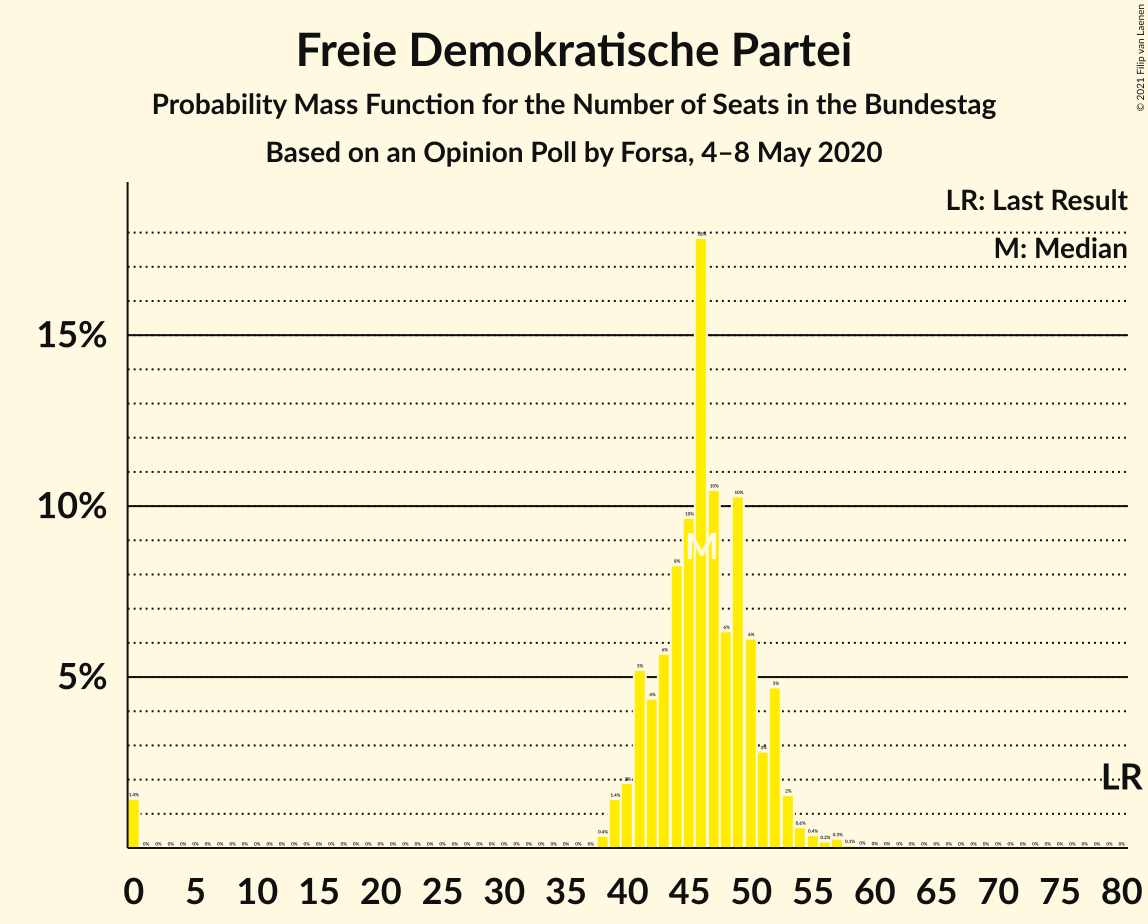 Freie Demokratische Partei
Probability Mass Function for the Number of Seats in the Bundestag
Based on an Opinion Poll by Forsa, 4–8 May 2020
© 2021 Filip van Laenen
LR: Last Result
M: Median
15%
10%
5%
M
LR
0 5 10 15 20 25 30 35 40 45 50 55 60 65 70 75 80